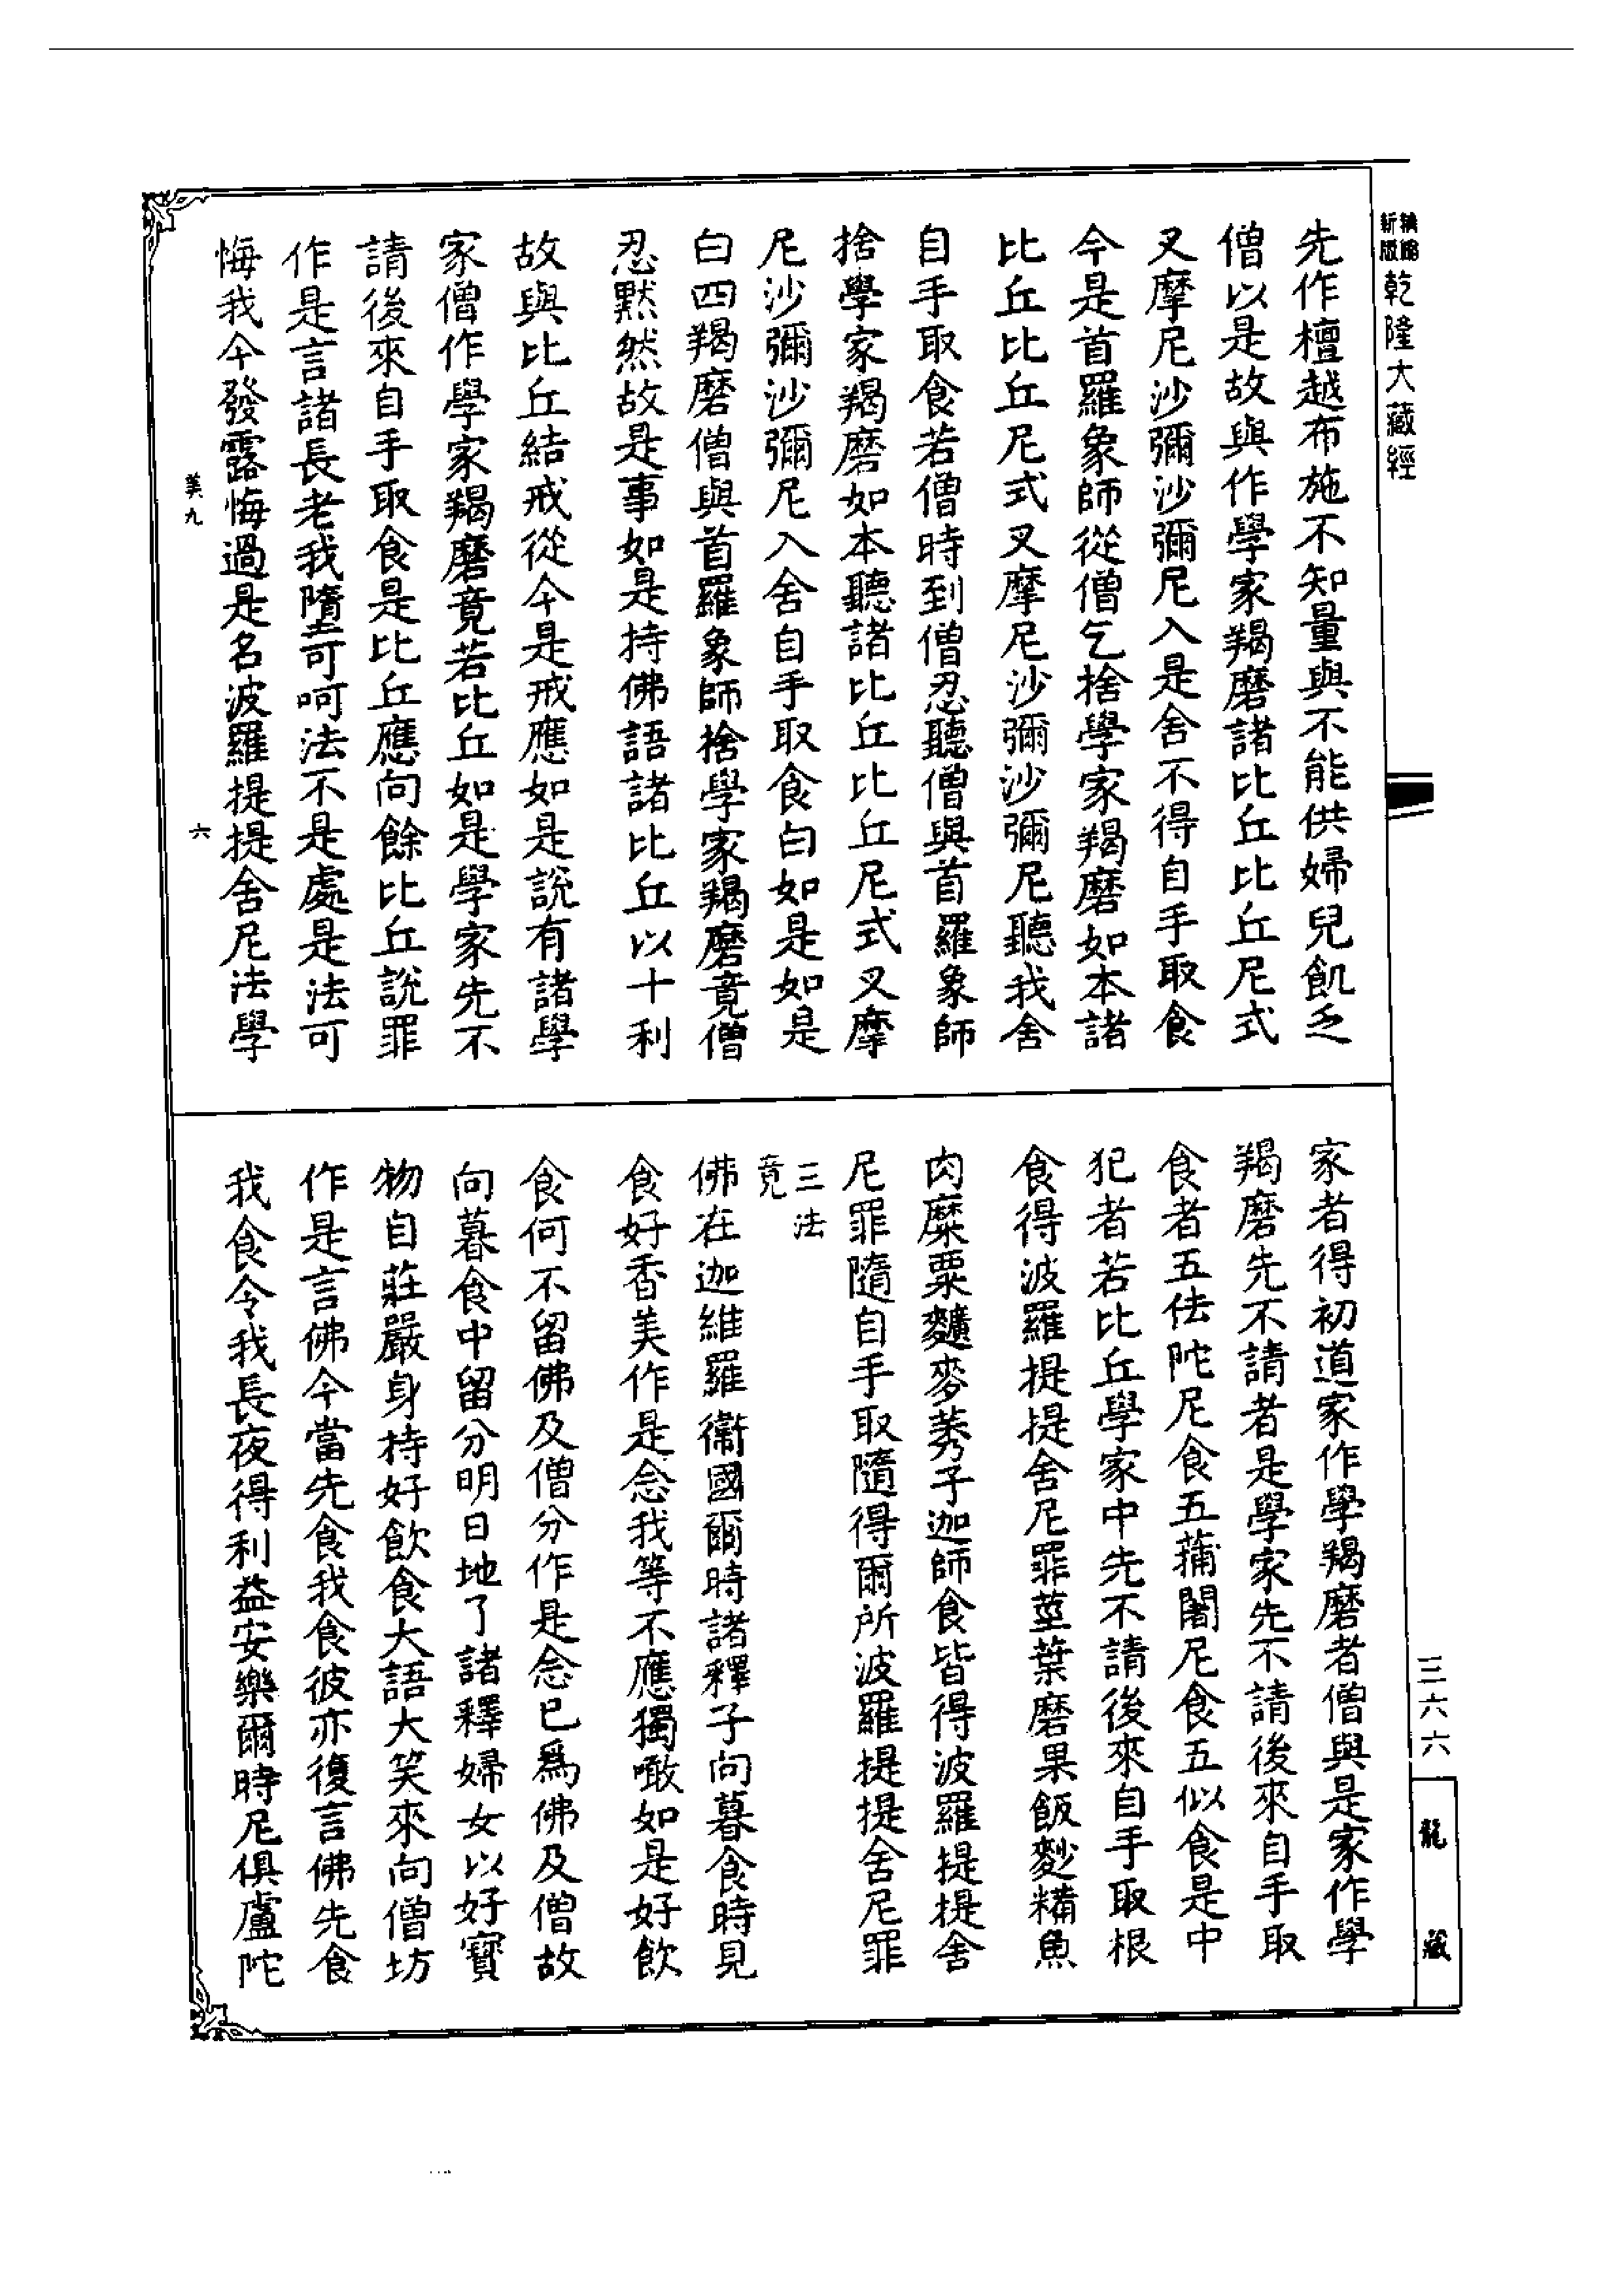 新版
乾隆大藏經
先作檀越布施不知量與不能供婦兒飢乏
僧以是故與作學家羯磨諸比丘比丘尼式
叉摩尼沙彌沙彌尼入是舍不得自手取食
今是首羅象師從僧乞捨學家羯磨如本諸
比丘比丘尼式叉摩尼沙彌沙彌尼聽我舍
自手取食若僧時到僧忍聽僧與首羅象師
捨學家羯磨如本聽諸比丘比丘尼式叉摩
尼沙彌沙彌尼入舍自手取食白如是如是
白四羯磨僧與首羅象師捨學家羯磨竟僧
忍默然故是事如是持佛語諸比丘以十利
故與比丘結戒從今是戒應如是說有諸學
家僧作學家羯磨竟若比丘如是學家先不
請後來自手取食是比丘應向餘比丘說罪
作是言諸長老我墮可呵法不是處是法可
悔我今發露悔過是名波羅提提舍尼法學
美九
六
家者得初道家作學羯磨者僧與是家作學
羯磨先不請者是學家先不請後來自手取
食者五佉陀尼食五蒲闍尼食五似食是中
犯者若比丘學家中先不請後來自手取根
食得波羅提提舍尼罪莖葉磨果飯麨糒魚
肉糜粟穬麥莠子迦師食皆得波羅提提舍
尼罪隨自手取隨得爾所波羅提提舍尼罪
三法
竟
佛在迦維羅衞國爾時諸釋子向暮食時見
食好香美作是念我等不應獨噉如是好飲
食何不留佛及僧分作是念已爲佛及僧故
向暮食中留分明日地了諸釋婦女以好寶
物自莊嚴身持好飲食大語大笑來向僧坊
作是言佛今當先食我食彼亦復言佛先食
我食令我長夜得利益安樂爾時尼俱盧陀
三六六
龍藏